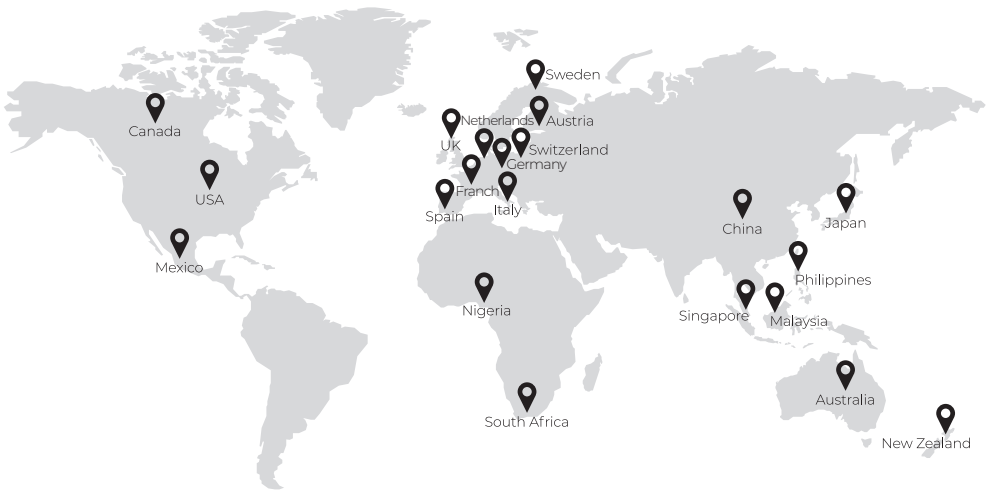 Sweden
Canada
Netherlands
Austria
UK
Switzerland
Germany
USA
Franch
Italy
Spain
China
Japan
Mexico
Philippines
Nigeria
Singapore
Malaysia
Australia
South Africa
New Zealand